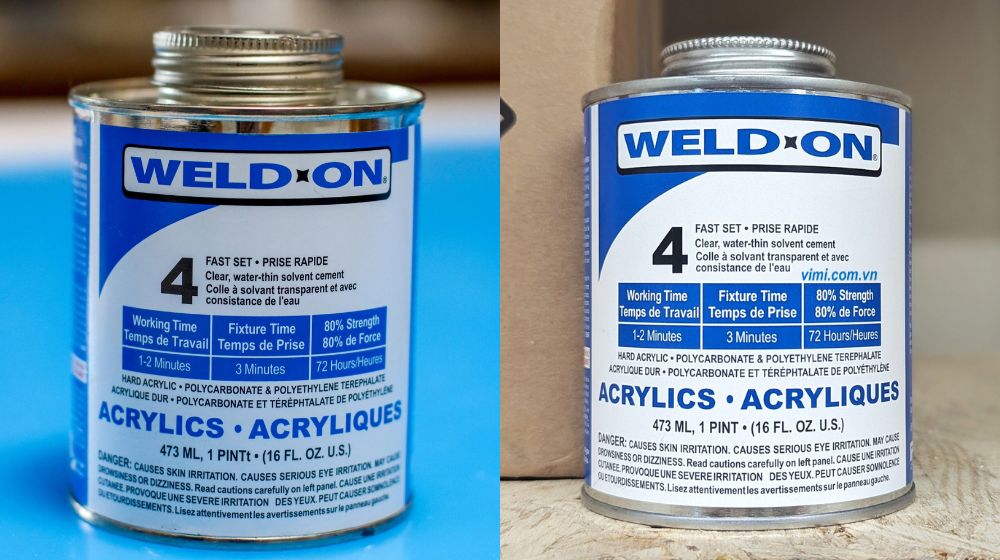 WELD-ON®
4
FAST SET • PRISE RAPIDE
Clear, water-thin solvent cement
Colle à solvant transparent et avec
consistance de l'eau
Working Time Fixture Time 80% Strength
Temps de Travail Temps de Prise 80% de Force
1-2 Minutes 3 Minutes 72 Hours/Heures
HARD ACRYLIC • POLYCARBONATE & POLYETHYLENE TEREPHALATE
ACRYLIQUE DUR • POLYCARBONATE ET TÉRÉPHTALATE DE POLYÉTHYLÈNE
ACRYLICS • ACRYLIQUES
473 ML, 1 PINTt • (16 FL. OZ. U.S.)
DANGER: CAUSES SKIN IRRITATION. CAUSES SERIOUS EYE IRRITATION. MAY CAUSE
DROWSINESS OR DIZZINESS. Read cautions carefully on left panel. CAUSE UNE IRRITATION
CUTANEE. PROVOQUE UNE SEVERE IRRITATION DES YEUX. PEUT CAUSER SOMNOLENCE
OU ETOURDISSEMENTS. Lisez attentivement les avertissements sur le panneau gauche.
WELD-ON®
4
FAST SET • PRISE RAPIDE
Clear, water-thin solvent cement
Colle à solvant transparent et avec
consistance de l'eau
vimi.com.vn
Working Time Fixture Time 80% Strength
Temps de Travail Temps de Prise 80% de Force
1-2 Minutes 3 Minutes 72 Hours/Heures
HARD ACRYLIC • POLYCARBONATE & POLYETHYLENE TEREPHALATE
ACRYLIQUE DUR • POLYCARBONATE ET TÉRÉPHTALATE DE POLYÉTHYLÈNE
ACRYLICS • ACRYLIQUES
473 ML, 1 PINT • (16 FL. OZ. U.S.)
DANGER: CAUSES SKIN IRRITATION. CAUSES SERIOUS EYE IRRITATION. MAY CAUSE
DROWSINESS OR DIZZINESS. Read cautions carefully on left panel. CAUSE UNE IRRITATION
CUTANEE. PROVOQUE UNE SEVERE IRRITATION DES YEUX. PEUT CAUSER SOMNOLENCE
OU ETOURDISSEMENTS. Lisez attentivement les avertissements sur le panneau gauche.